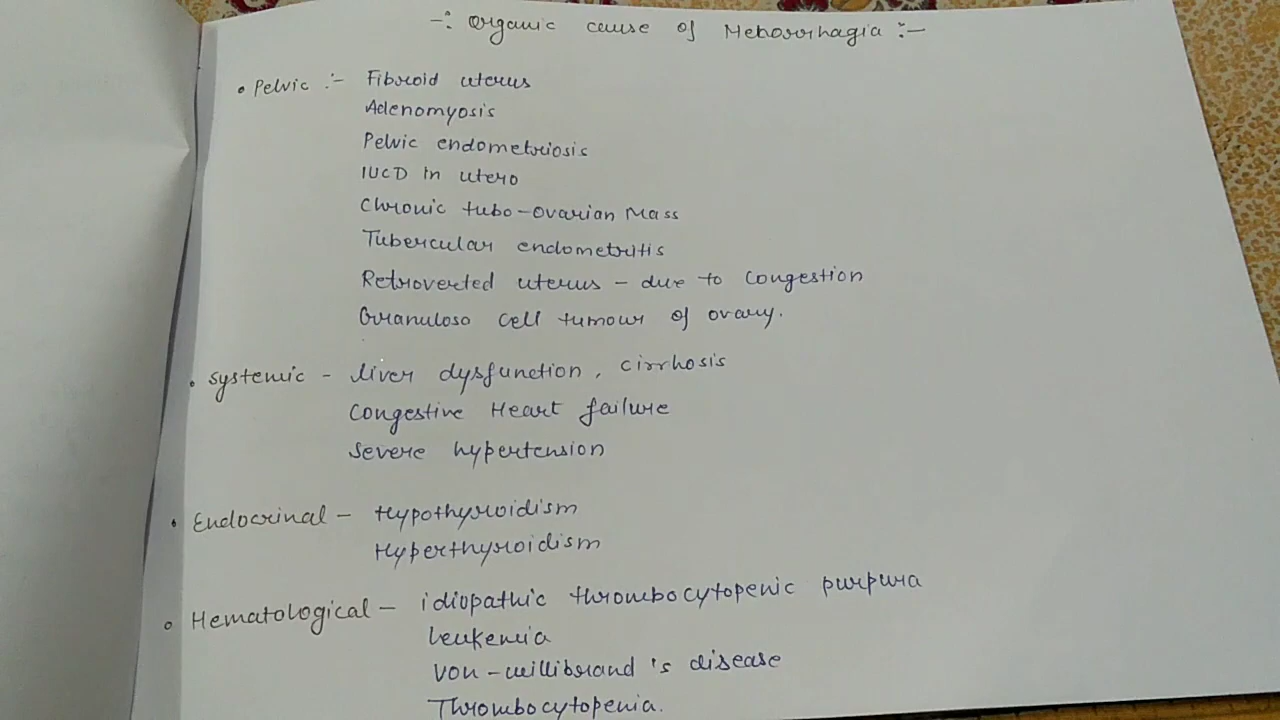 -: Organic cause of Mehorrhagia :-
• Pelvic :- Fibroid uterus
Adenomyosis
Pelvic endometriosis
IUCD in utero
Chronic tubo-ovarian Mass
Tubercular endometritis
Retroverted uterus - due to congestion
Granuloso cell tumour of ovary.
• Systemic - liver dysfunction, cirrhosis
Congestive Heart failure
Severe hypertension
• Endocrinal - Hypothyroidism
Hyperthyroidism
• Hematological - idiopathic thrombocytopenic purpura
leukemia
von-willibrand's disease
Thrombocytopenia.